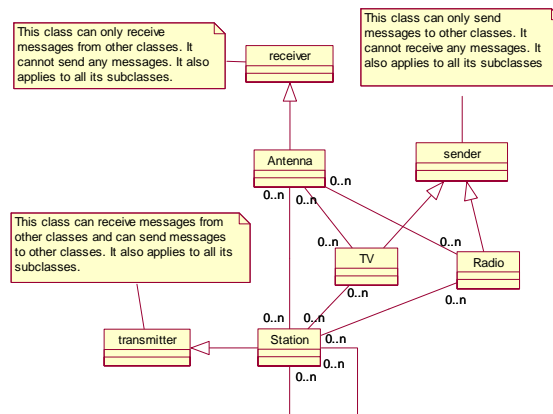 This class can only receive
messages from other classes. It
cannot send any messages. It also
applies to all its subclasses.
This class can only send
messages to other classes. It
cannot receive any messages. It
also applies to all its subclasses
receiver
Antenna
sender
0..n
0..n
0..n
This class can receive messages from
other classes and can send messages
to other classes. It also applies to all its
subclasses.
0..n
0..n
TV
Radio
0..n
0..n
0..n
0..n
0..n
transmitter
Station
0..n
0..n
0..n